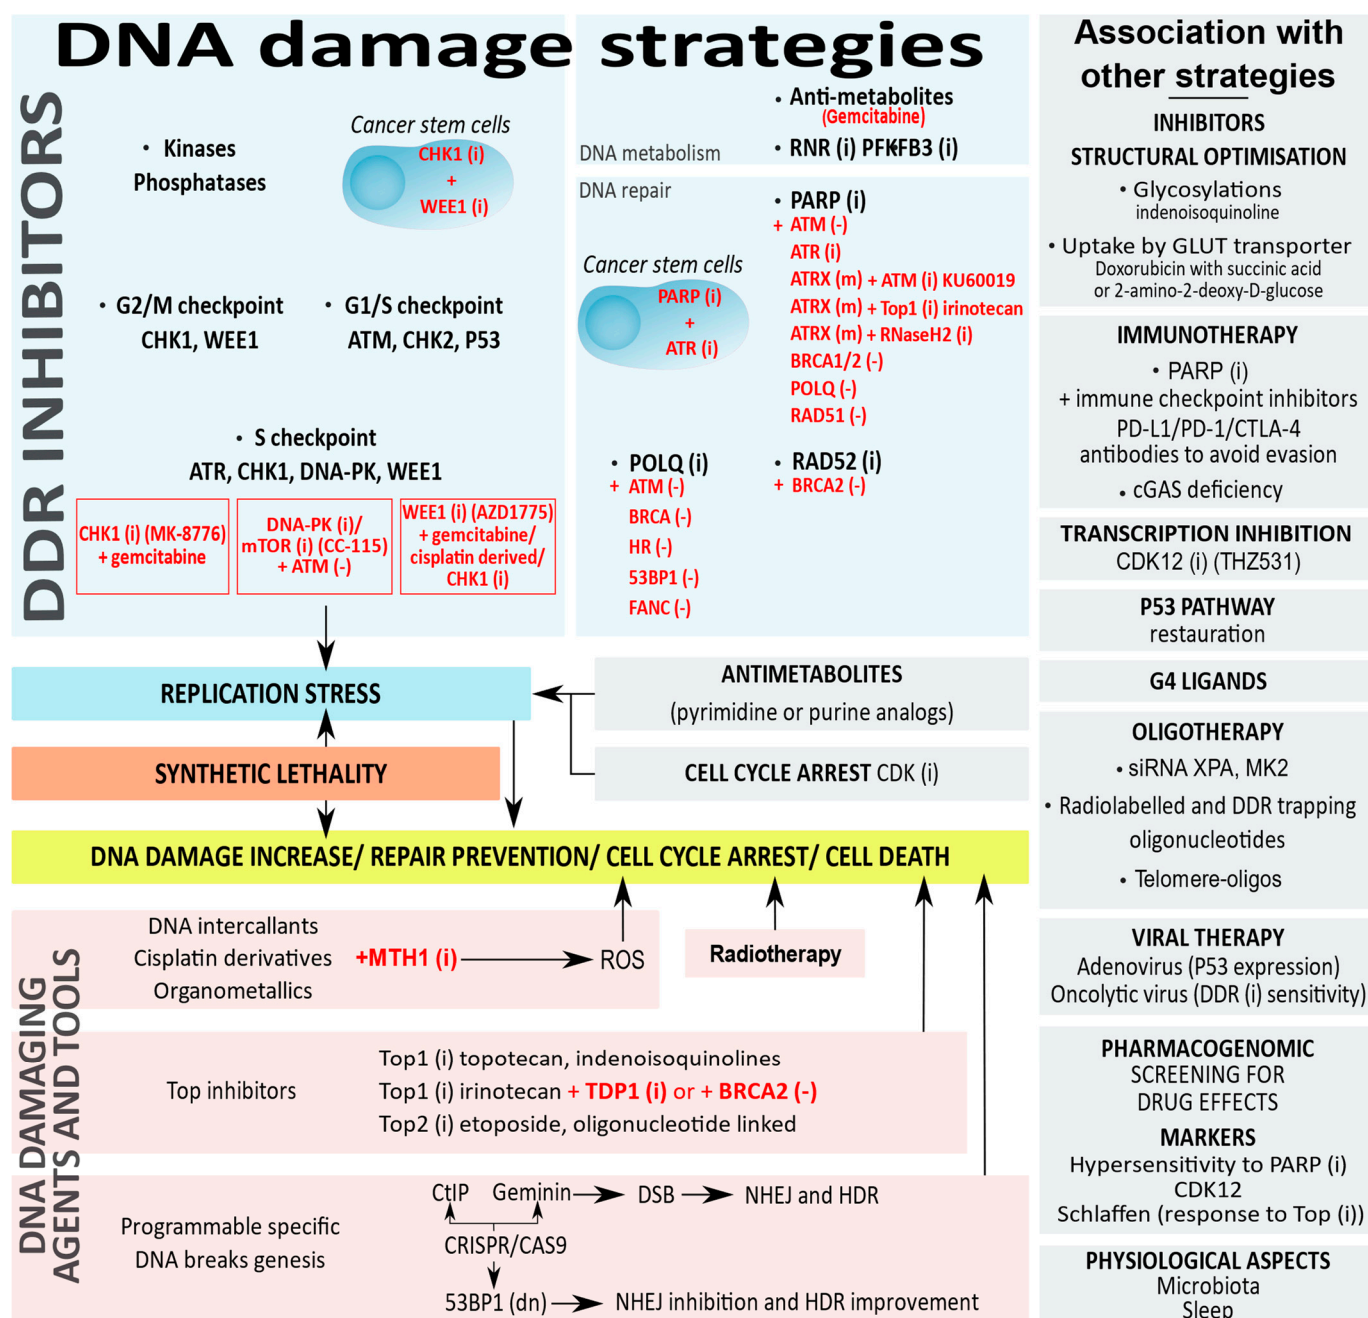 DNA damage strategies
DDR INHIBITORS
• Kinases
Phosphatases
Cancer stem cells
CHK1 (i)
+
WEE1 (i)
• G2/M checkpoint
CHK1, WEE1
• G1/S checkpoint
ATM, CHK2, P53
• S checkpoint
ATR, CHK1, DNA-PK, WEE1
CHK1 (i) (MK-8776)
+ gemcitabine
DNA-PK (i)/
mTOR (i) (CC-115)
+ ATM (-)
WEE1 (i) (AZD1775)
+ gemcitabine/
cisplatin derived/
CHK1 (i)
DNA metabolism
• Anti-metabolites
(Gemcitabine)
• RNR (i) PFKFB3 (i)
DNA repair
Cancer stem cells
PARP (i)
+
ATR (i)
• PARP (i)
+ ATM (-)
ATR (i)
ATRX (m) + ATM (i) KU60019
ATRX (m) + Top1 (i) irinotecan
ATRX (m) + RNaseH2 (i)
BRCA1/2 (-)
POLQ (-)
RAD51 (-)
• POLQ (i)
+ ATM (-)
BRCA (-)
HR (-)
53BP1 (-)
FANC (-)
• RAD52 (i)
+ BRCA2 (-)
REPLICATION STRESS
SYNTHETIC LETHALITY
ANTIMETABOLITES
(pyrimidine or purine analogs)
CELL CYCLE ARREST CDK (i)
DNA DAMAGE INCREASE/ REPAIR PREVENTION/ CELL CYCLE ARREST/ CELL DEATH
DNA DAMAGING
AGENTS AND TOOLS
DNA intercallants
Cisplatin derivatives
Organometallics
+MTH1 (i)
ROS
Radiotherapy
Top inhibitors
Top1 (i) topotecan, indenoisoquinolines
Top1 (i) irinotecan + TDP1 (i) or + BRCA2 (-)
Top2 (i) etoposide, oligonucleotide linked
Programmable specific
DNA breaks genesis
CtIP Geminin DSB NHEJ and HDR
CRISPR/CAS9
53BP1 (dn) NHEJ inhibition and HDR improvement
Association with
other strategies
INHIBITORS
STRUCTURAL OPTIMISATION
• Glycosylations
indenoisoquinoline
• Uptake by GLUT transporter
Doxorubicin with succinic acid
or 2-amino-2-deoxy-D-glucose
IMMUNOTHERAPY
• PARP (i)
+ immune checkpoint inhibitors
PD-L1/PD-1/CTLA-4
antibodies to avoid evasion
• cGAS deficiency
TRANSCRIPTION INHIBITION
CDK12 (i) (THZ531)
P53 PATHWAY
restauration
G4 LIGANDS
OLIGOTHERAPY
• siRNA XPA, MK2
• Radiolabelled and DDR trapping
oligonucleotides
• Telomere-oligos
VIRAL THERAPY
Adenovirus (P53 expression)
Oncolytic virus (DDR (i) sensitivity)
PHARMACOGENOMIC
SCREENING FOR
DRUG EFFECTS
MARKERS
Hypersensitivity to PARP (i)
CDK12
Schlaffen (response to Top (i))
PHYSIOLOGICAL ASPECTS
Microbiota
Sleep